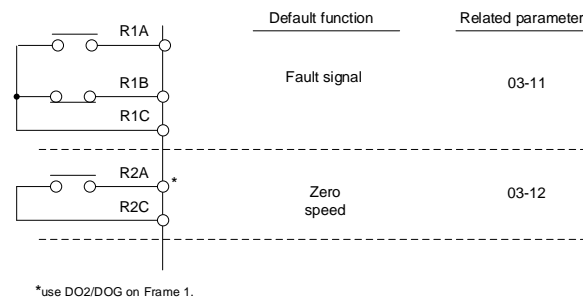 Default function
Related parameter
R1A
R1B
Fault signal
03-11
R1C
R2A
*
Zero
speed
03-12
R2C
*use DO2/DOG on Frame 1.